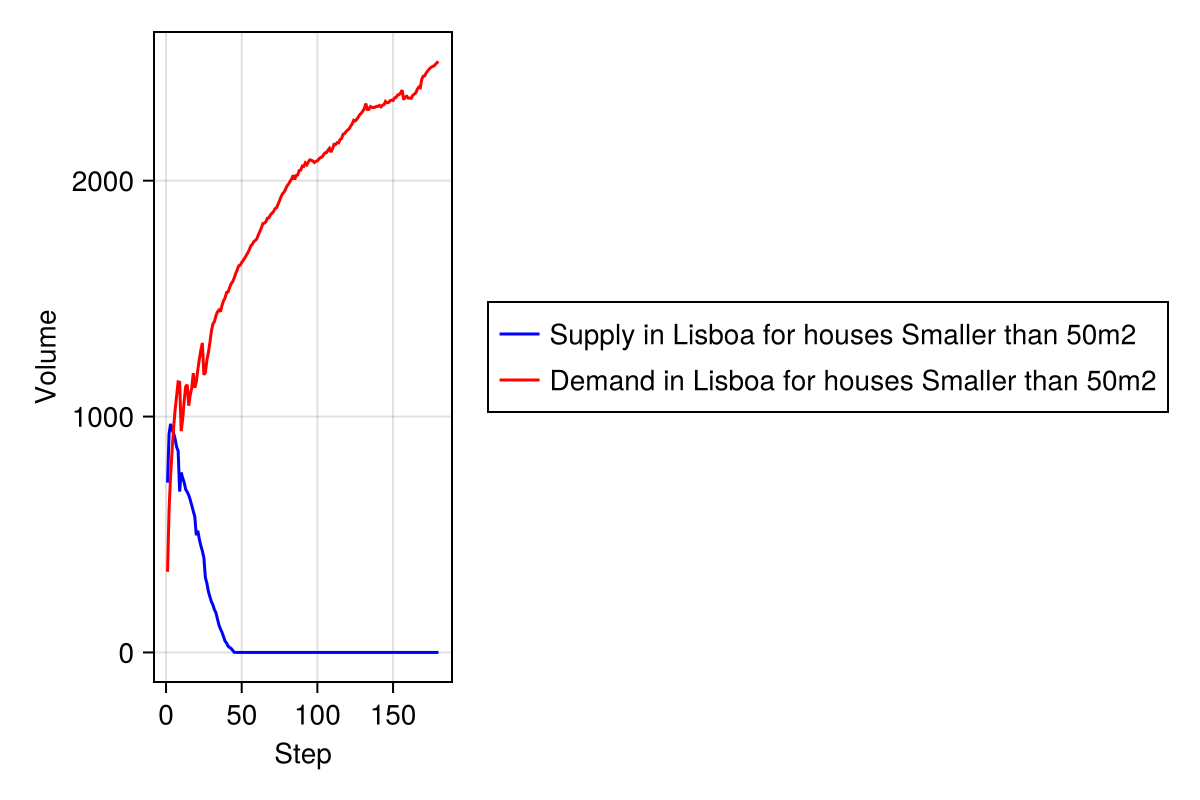 Volume
2000
1000
0
0 50 100 150
Step
Supply in Lisboa for houses Smaller than 50m2
Demand in Lisboa for houses Smaller than 50m2